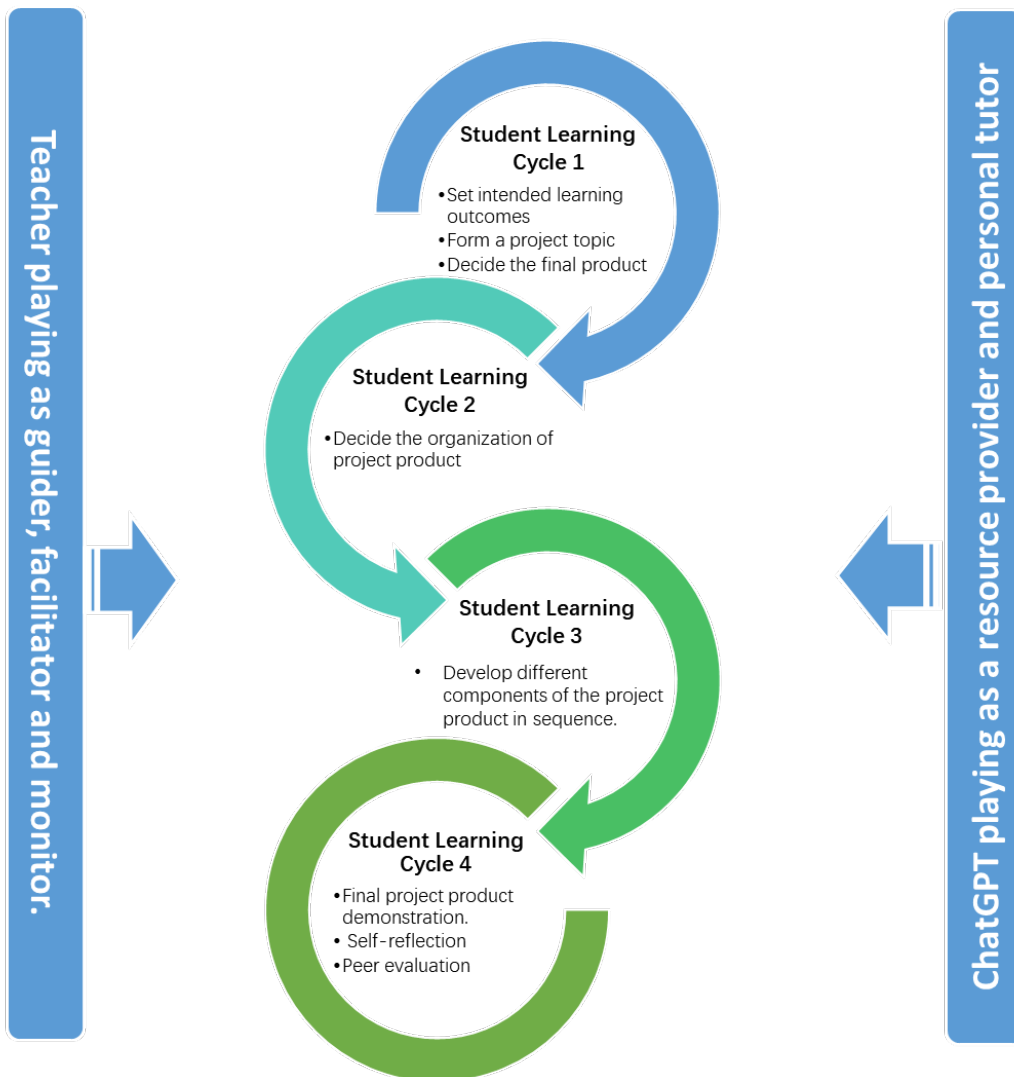 Teacher playing as guider, facilitator and monitor.
Student Learning
Cycle 1
•Set intended learning
outcomes
•Form a project topic
•Decide the final product
Student Learning
Cycle 2
•Decide the organization of
project product
Student Learning
Cycle 3
• Develop different
components of the project
product in sequence.
Student Learning
Cycle 4
•Final project product
demonstration.
• Self-reflection
•Peer evaluation
ChatGPT playing as a resource provider and personal tutor